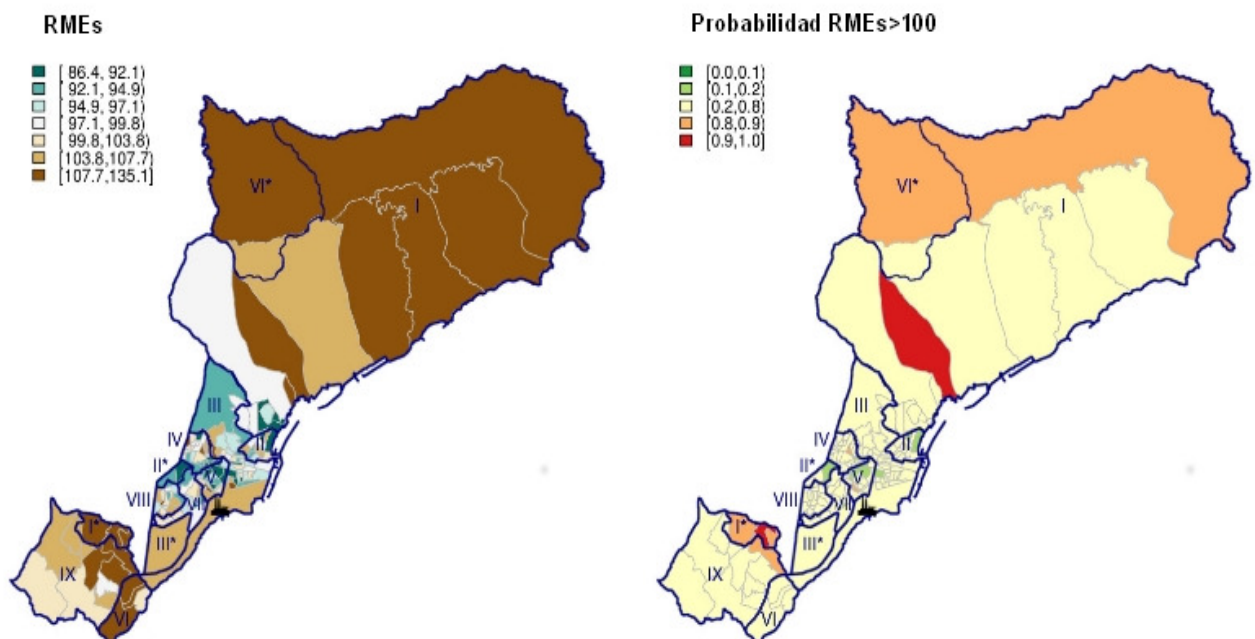 RMEs
[ 86.4, 92.1)
[ 92.1, 94.9)
[ 94.9, 97.1)
[ 97.1, 99.8)
[ 99.8,103.8)
[103.8,107.7)
[107.7,135.1]
VI*
I
III
IV
II
II*
V
VIII
VII
I*
III*
IX
VI
Probabilidad RMEs>100
[0.0,0.1)
[0.1,0.2)
[0.2,0.8)
[0.8,0.9)
[0.9,1.0]
VI*
I
III
IV
II
II*
V
VIII
VII
I*
III*
IX
VI